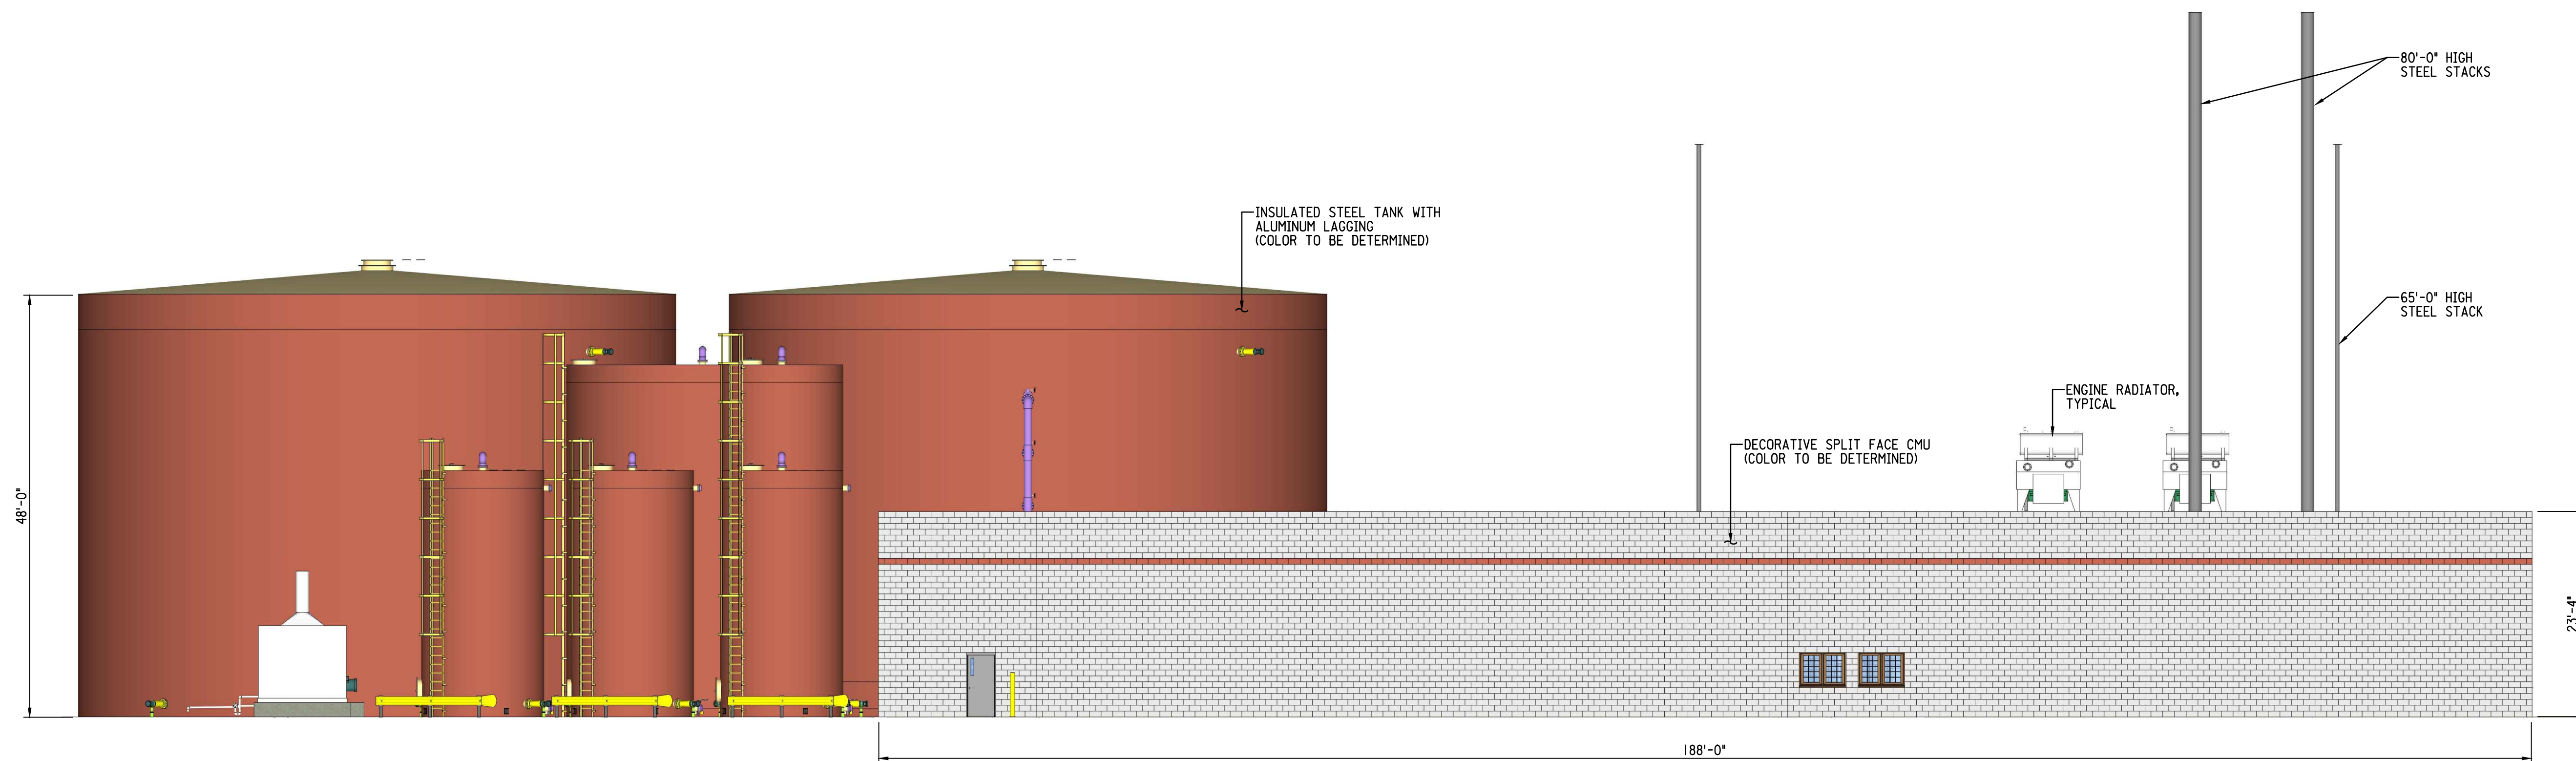 80'-0" HIGH
STEEL STACKS
INSULATED STEEL TANK WITH
ALUMINUM LAGGING
(COLOR TO BE DETERMINED)
65'-0" HIGH
STEEL STACK
ENGINE RADIATOR,
TYPICAL
DECORATIVE SPLIT FACE CMU
(COLOR TO BE DETERMINED)
48'-0"
23'-4"
188'-0"